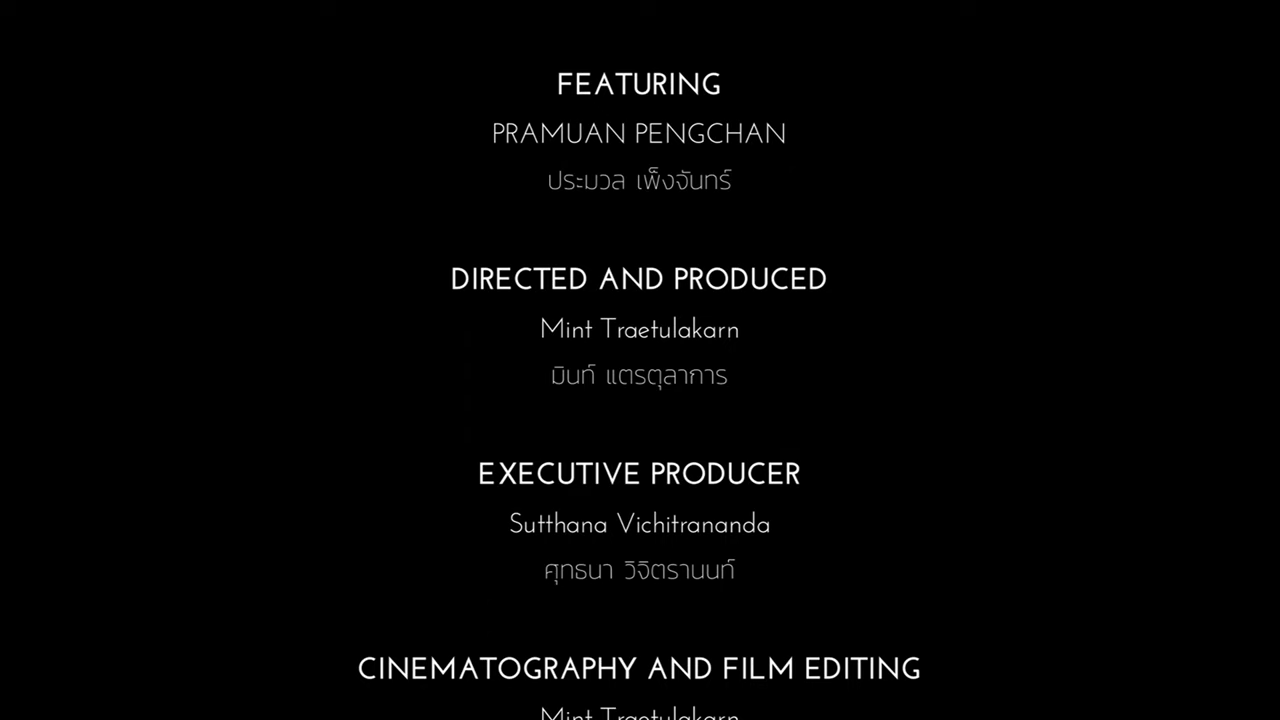 FEATURING
PRAMUAN PENGCHAN
ประมวล เพ็งจันทร์
DIRECTED AND PRODUCED
Mint Traetulakarn
มินท์ แตรตุลาการ
EXECUTIVE PRODUCER
Sutthana Vichitrananda
ศุทธนา วิจิตรานนท์
CINEMATOGRAPHY AND FILM EDITING
Mint Traetulakarn